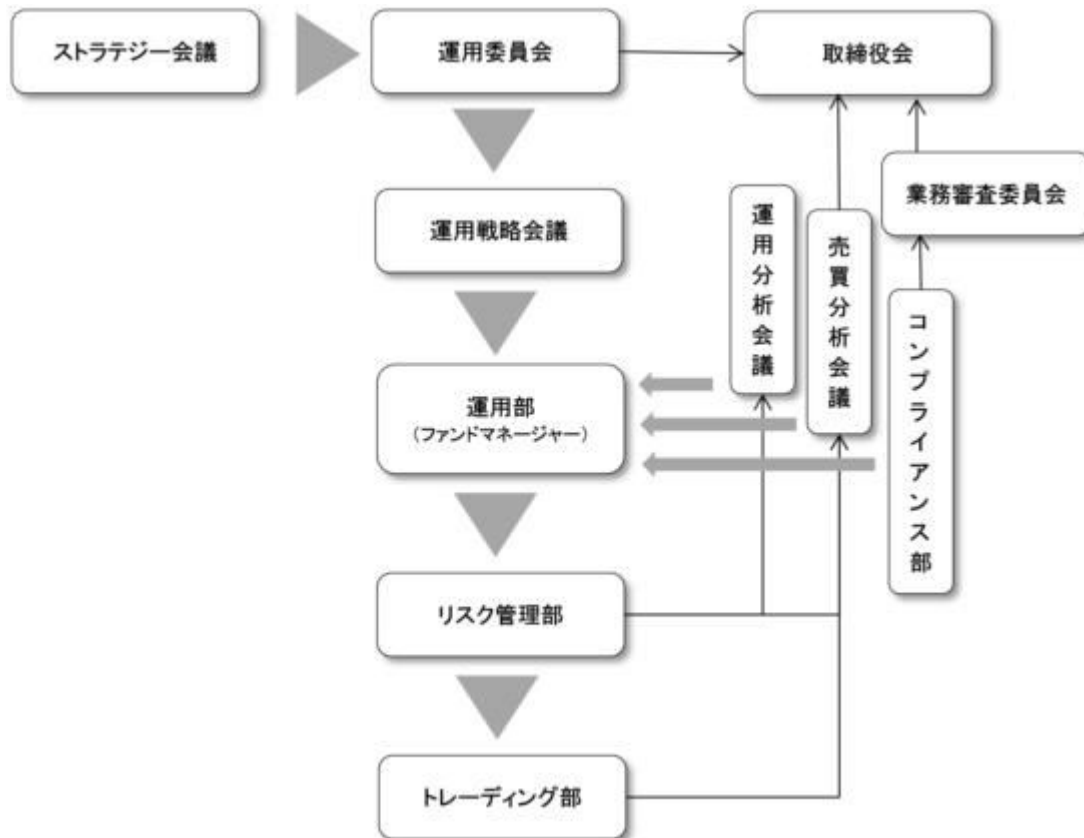 ストラテジー会議
運用委員会
取締役会
業務審査委員会
運用戦略会議
運用分析会議
売買分析会議
コンプライアンス部
運用部
（ファンドマネージャー）
リスク管理部
トレーディング部